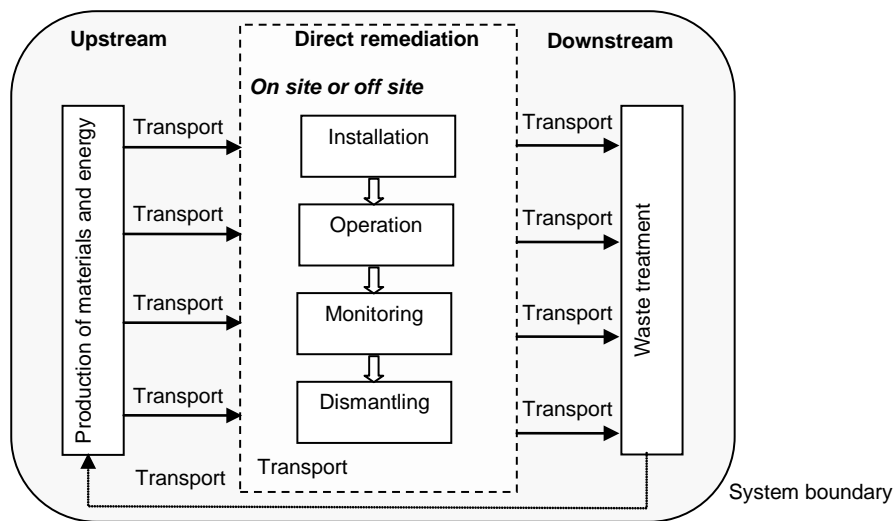 Upstream
Direct remediation
Downstream
On site or off site
Production of materials and energy
Transport
Transport
Transport
Transport
Installation
Operation
Monitoring
Dismantling
Transport
Transport
Transport
Transport
Waste treatment
Transport
Transport
System boundary